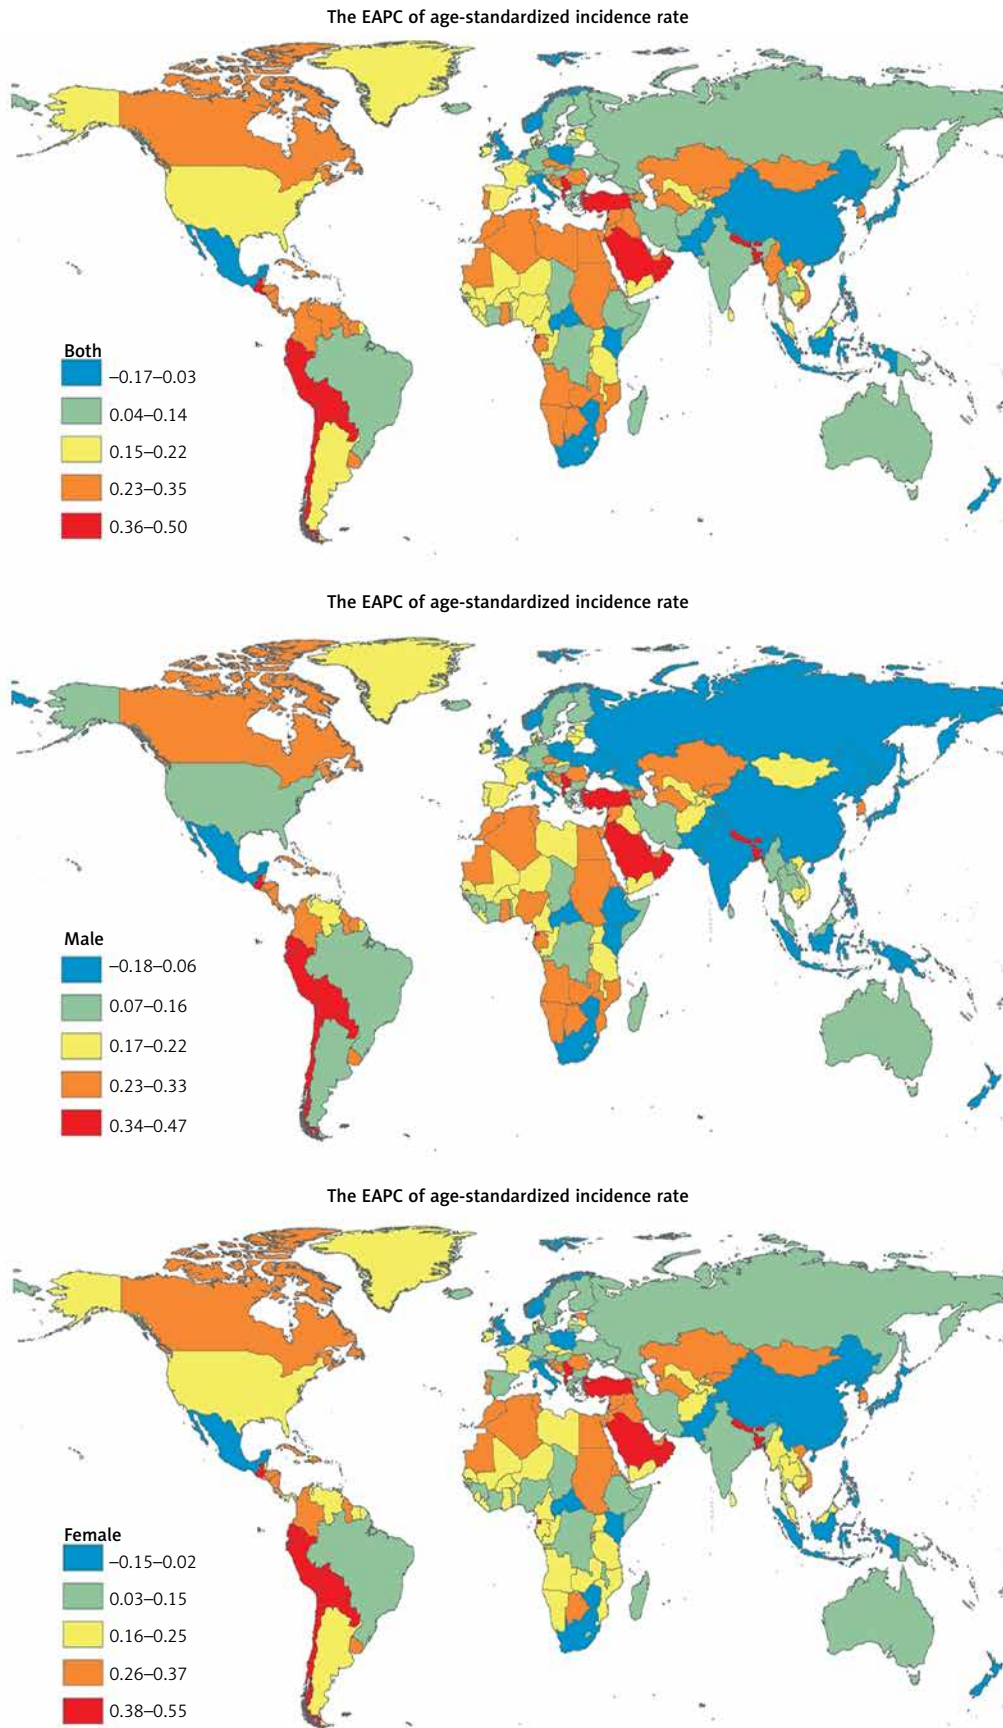 The EAPC of age-standardized incidence rate
Both
–0.17–0.03
0.04–0.14
0.15–0.22
0.23–0.35
0.36–0.50
The EAPC of age-standardized incidence rate
Male
–0.18–0.06
0.07–0.16
0.17–0.22
0.23–0.33
0.34–0.47
The EAPC of age-standardized incidence rate
Female
–0.15–0.02
0.03–0.15
0.16–0.25
0.26–0.37
0.38–0.55